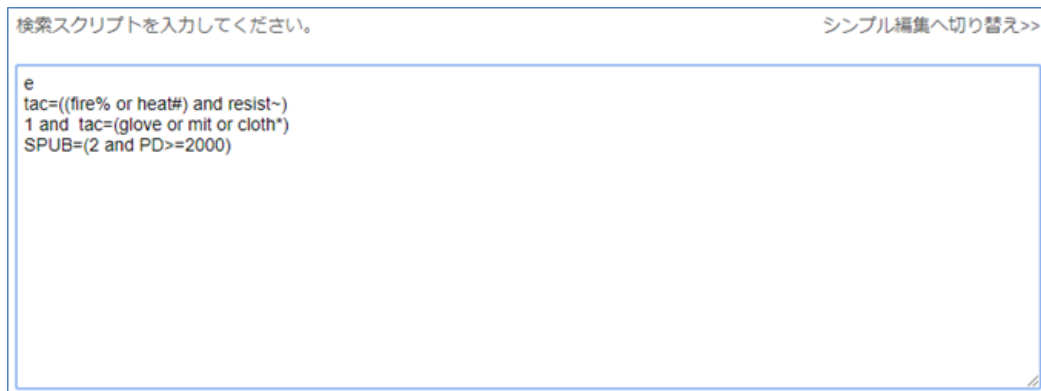 検索スクリプトを入力してください。 シンプル編集へ切り替え>>
e
tac=((fire% or heat#) and resist~)
1 and  tac=(glove or mit or cloth*)
SPUB=(2 and PD>=2000)